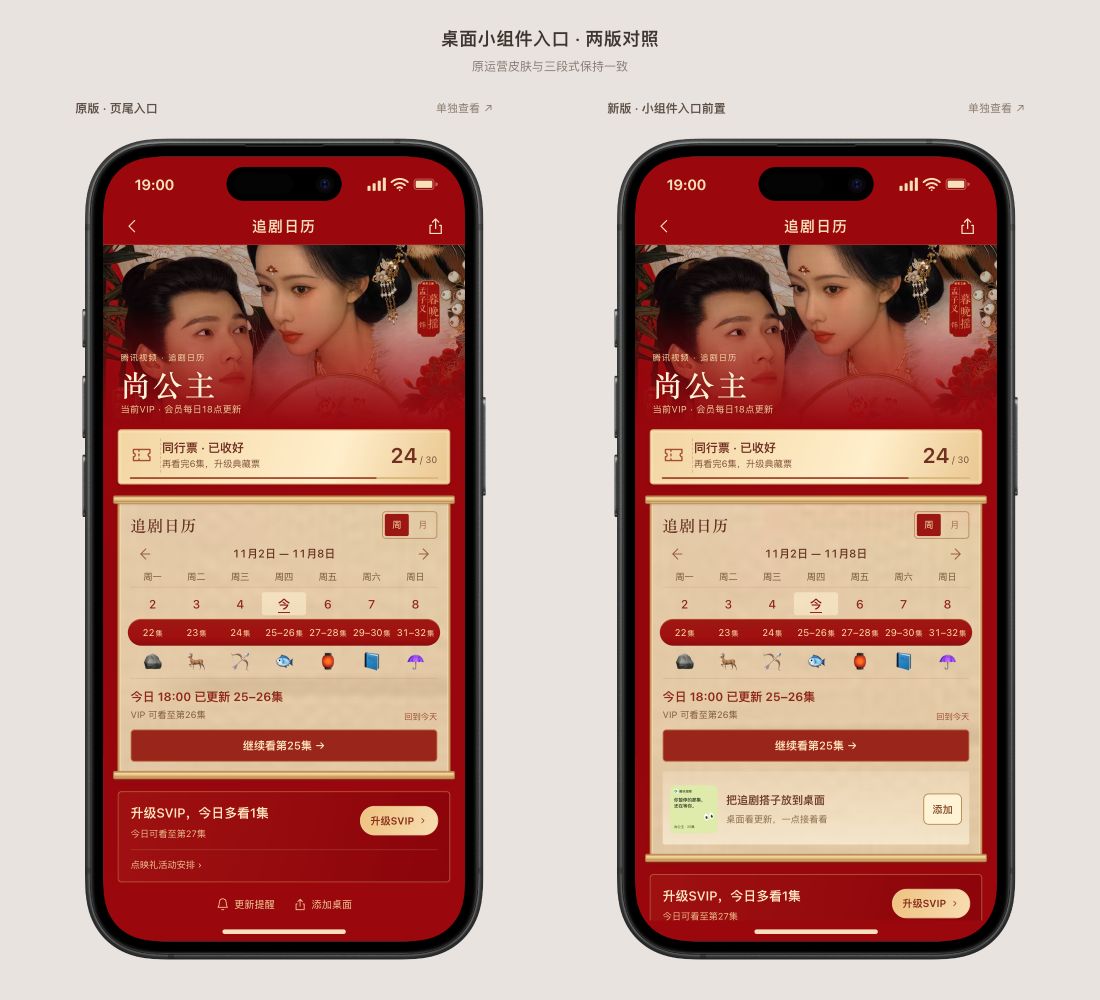 桌面小组件入口 · 两版对照
原运营皮肤与三段式保持一致
原版 · 页尾入口
单独查看 ↗
19:00
追剧日历
孟子义 饰
暮晚摇
腾讯视频 · 追剧日历
尚公主
当前VIP · 会员每日18点更新
同行票 · 已收好
再看完6集，升级典藏票
24 / 30
追剧日历
周 月
← 11月2日 — 11月8日 →
周一 周二 周三 周四 周五 周六 周日
2 3 4 今 6 7 8
22集 23集 24集 25–26集 27–28集 29–30集 31–32集
今日 18:00 已更新 25–26集
VIP 可看至第26集
回到今天
继续看第25集 →
升级SVIP，今日多看1集
今日可看至第27集
升级SVIP ›
点映礼活动安排 ›
更新提醒 添加桌面
新版 · 小组件入口前置
单独查看 ↗
19:00
追剧日历
孟子义 饰
暮晚摇
腾讯视频 · 追剧日历
尚公主
当前VIP · 会员每日18点更新
同行票 · 已收好
再看完6集，升级典藏票
24 / 30
追剧日历
周 月
← 11月2日 — 11月8日 →
周一 周二 周三 周四 周五 周六 周日
2 3 4 今 6 7 8
22集 23集 24集 25–26集 27–28集 29–30集 31–32集
今日 18:00 已更新 25–26集
VIP 可看至第26集
回到今天
继续看第25集 →
把追剧搭子放到桌面
桌面看更新，一点接着看
添加
升级SVIP，今日多看1集
今日可看至第27集
升级SVIP ›